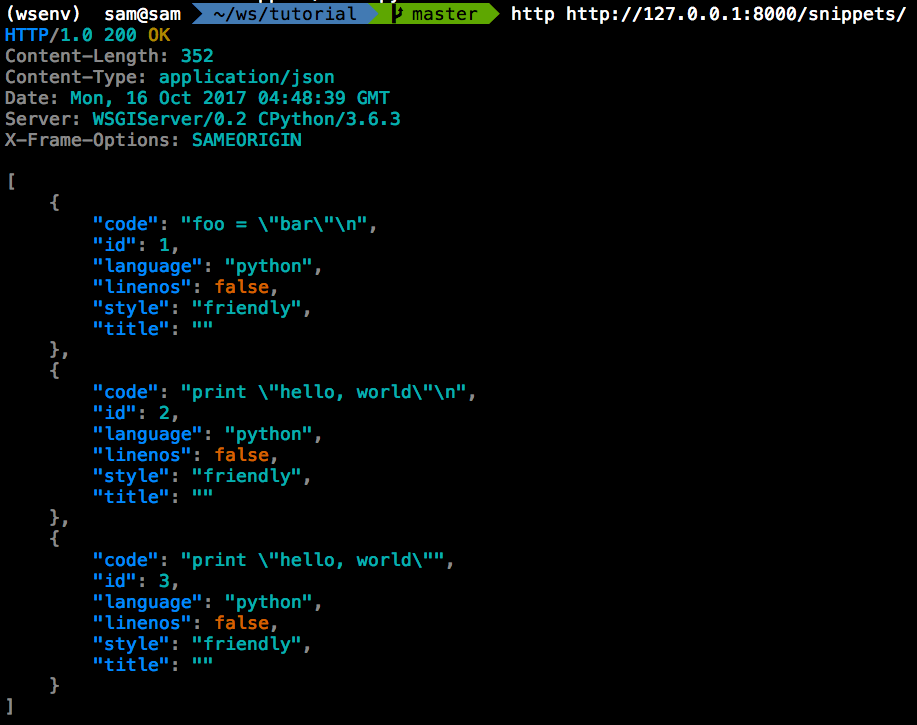 (wsenv)  sam@sam  ~/ws/tutorial  master  http http://127.0.0.1:8000/snippets/
HTTP/1.0 200 OK
Content-Length: 352
Content-Type: application/json
Date: Mon, 16 Oct 2017 04:48:39 GMT
Server: WSGIServer/0.2 CPython/3.6.3
X-Frame-Options: SAMEORIGIN

[
    {
        "code": "foo = \"bar\"\n",
        "id": 1,
        "language": "python",
        "linenos": false,
        "style": "friendly",
        "title": ""
    },
    {
        "code": "print \"hello, world\"\n",
        "id": 2,
        "language": "python",
        "linenos": false,
        "style": "friendly",
        "title": ""
    },
    {
        "code": "print \"hello, world\"",
        "id": 3,
        "language": "python",
        "linenos": false,
        "style": "friendly",
        "title": ""
    }
]